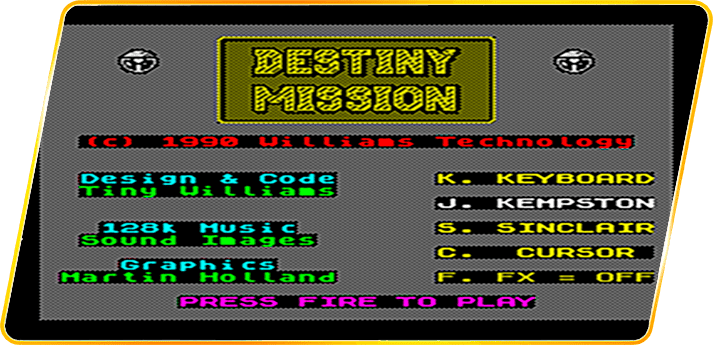 DESTINY
MISSION
(c) 1990 Williams Technology
Design & Code
Tiny Williams
128k Music
Sound Images
Graphics
Martin Holland
K. KEYBOARD
J. KEMPSTON
S. SINCLAIR
C. CURSOR
F. FX = OFF
PRESS FIRE TO PLAY